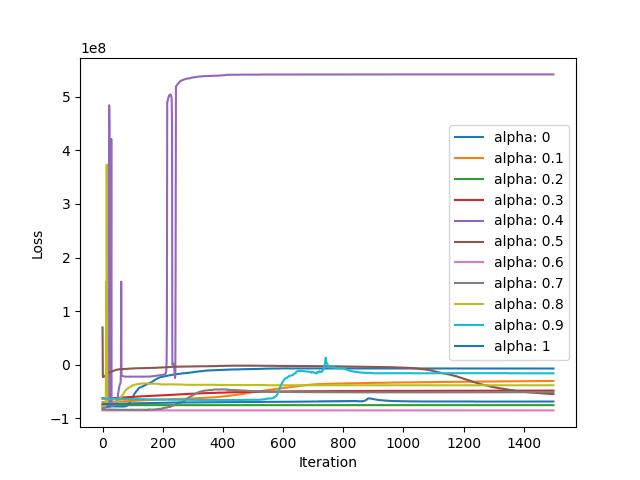 1e8
5
4
3
2
1
0
−1
Loss
0
200
400
600
800
1000
1200
1400
Iteration
alpha: 0
alpha: 0.1
alpha: 0.2
alpha: 0.3
alpha: 0.4
alpha: 0.5
alpha: 0.6
alpha: 0.7
alpha: 0.8
alpha: 0.9
alpha: 1